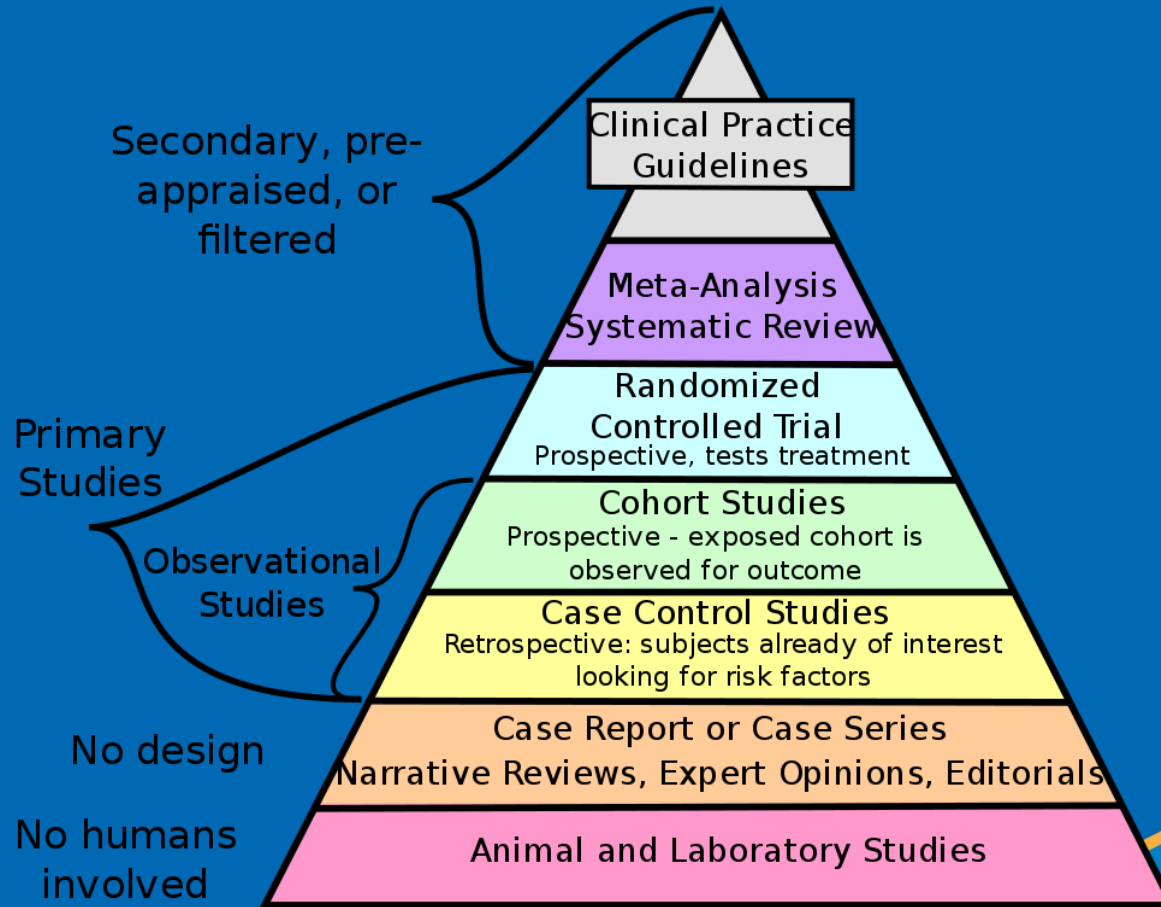 Clinical Practice
Guidelines
Secondary, pre-
appraised, or
filtered
Meta-Analysis
Systematic Review
Randomized
Controlled Trial
Prospective, tests treatment
Primary
Studies
Cohort Studies
Prospective - exposed cohort is
observed for outcome
Observational
Studies
Case Control Studies
Retrospective: subjects already of interest
looking for risk factors
No design
Case Report or Case Series
Narrative Reviews, Expert Opinions, Editorials
No humans
involved
Animal and Laboratory Studies